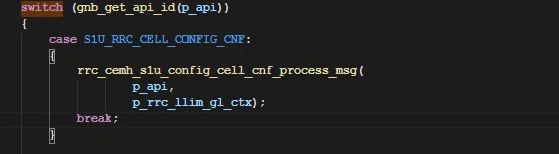 switch (gnb_get_api_id(p_api))
{
case S1U_RRC_CELL_CONFIG_CNF:
{
rrc_cemh_s1u_config_cell_cnf_process_msg(
p_api,
p_rrc_llim_gl_ctx);
break;
}